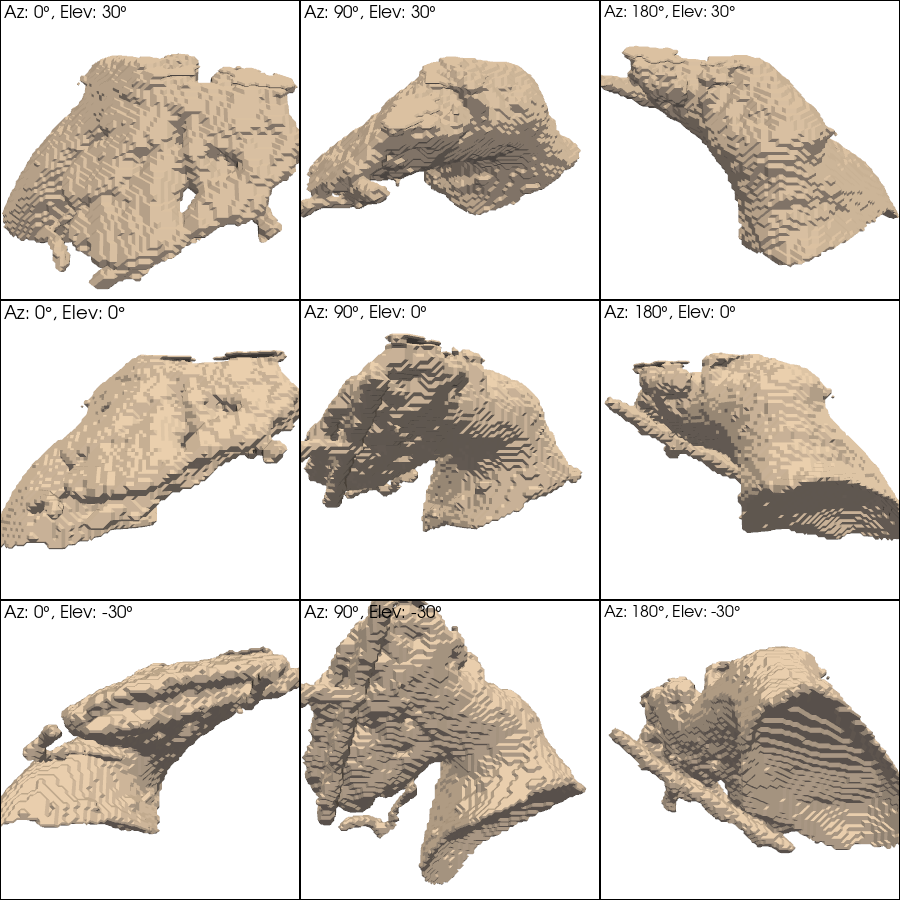 Az: 0°, Elev: 30°
Az: 90°, Elev: 30°
Az: 180°, Elev: 30°
Az: 0°, Elev: 0°
Az: 90°, Elev: 0°
Az: 180°, Elev: 0°
Az: 0°, Elev: -30°
Az: 90°, Elev: -30°
Az: 180°, Elev: -30°